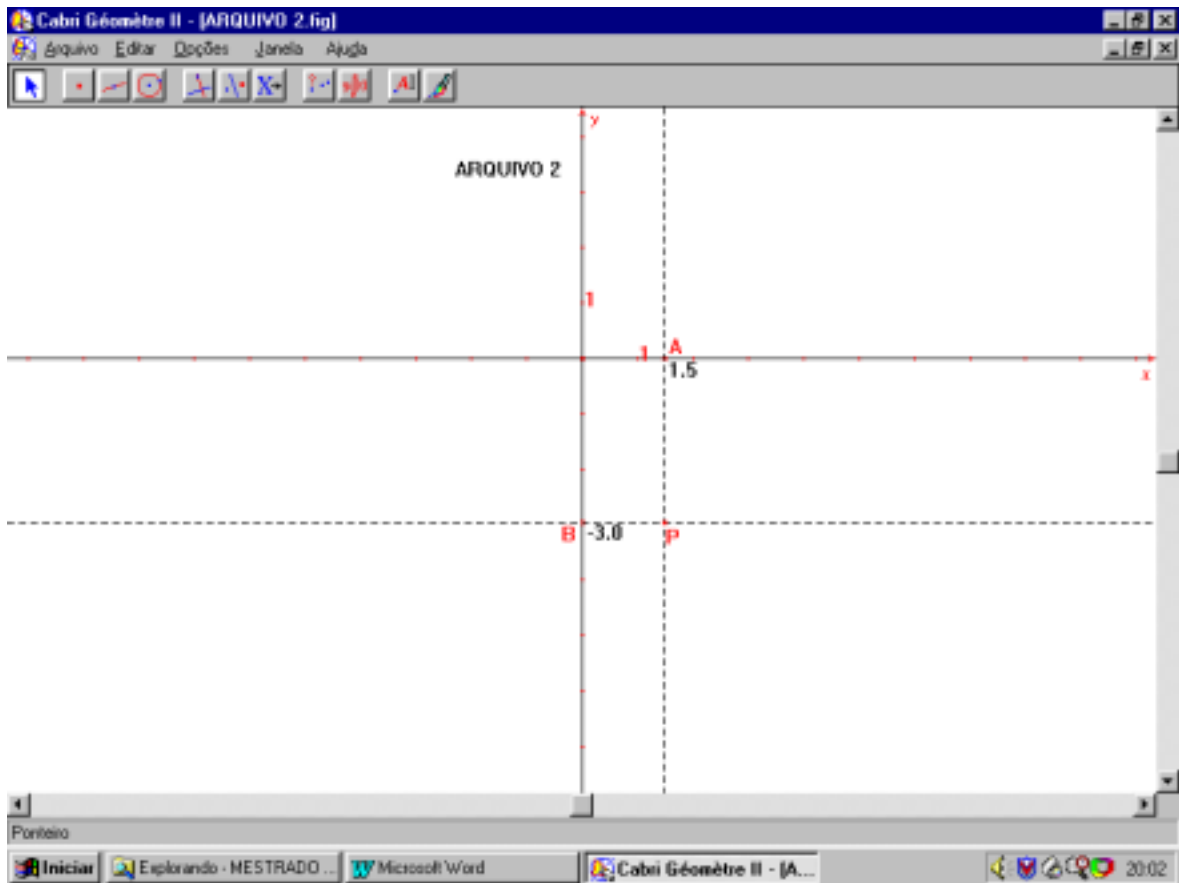 Cabri Géomètre II - [ARQUIVO 2.fig]
Arquivo Editar Opções Janela Ajuda
y
ARQUIVO 2
1
1 A
1.5
x
B -3.0 P
Ponteiro
Iniciar Explorando - MESTRADO ... Microsoft Word Cabri Géomètre II - [A... 20:02